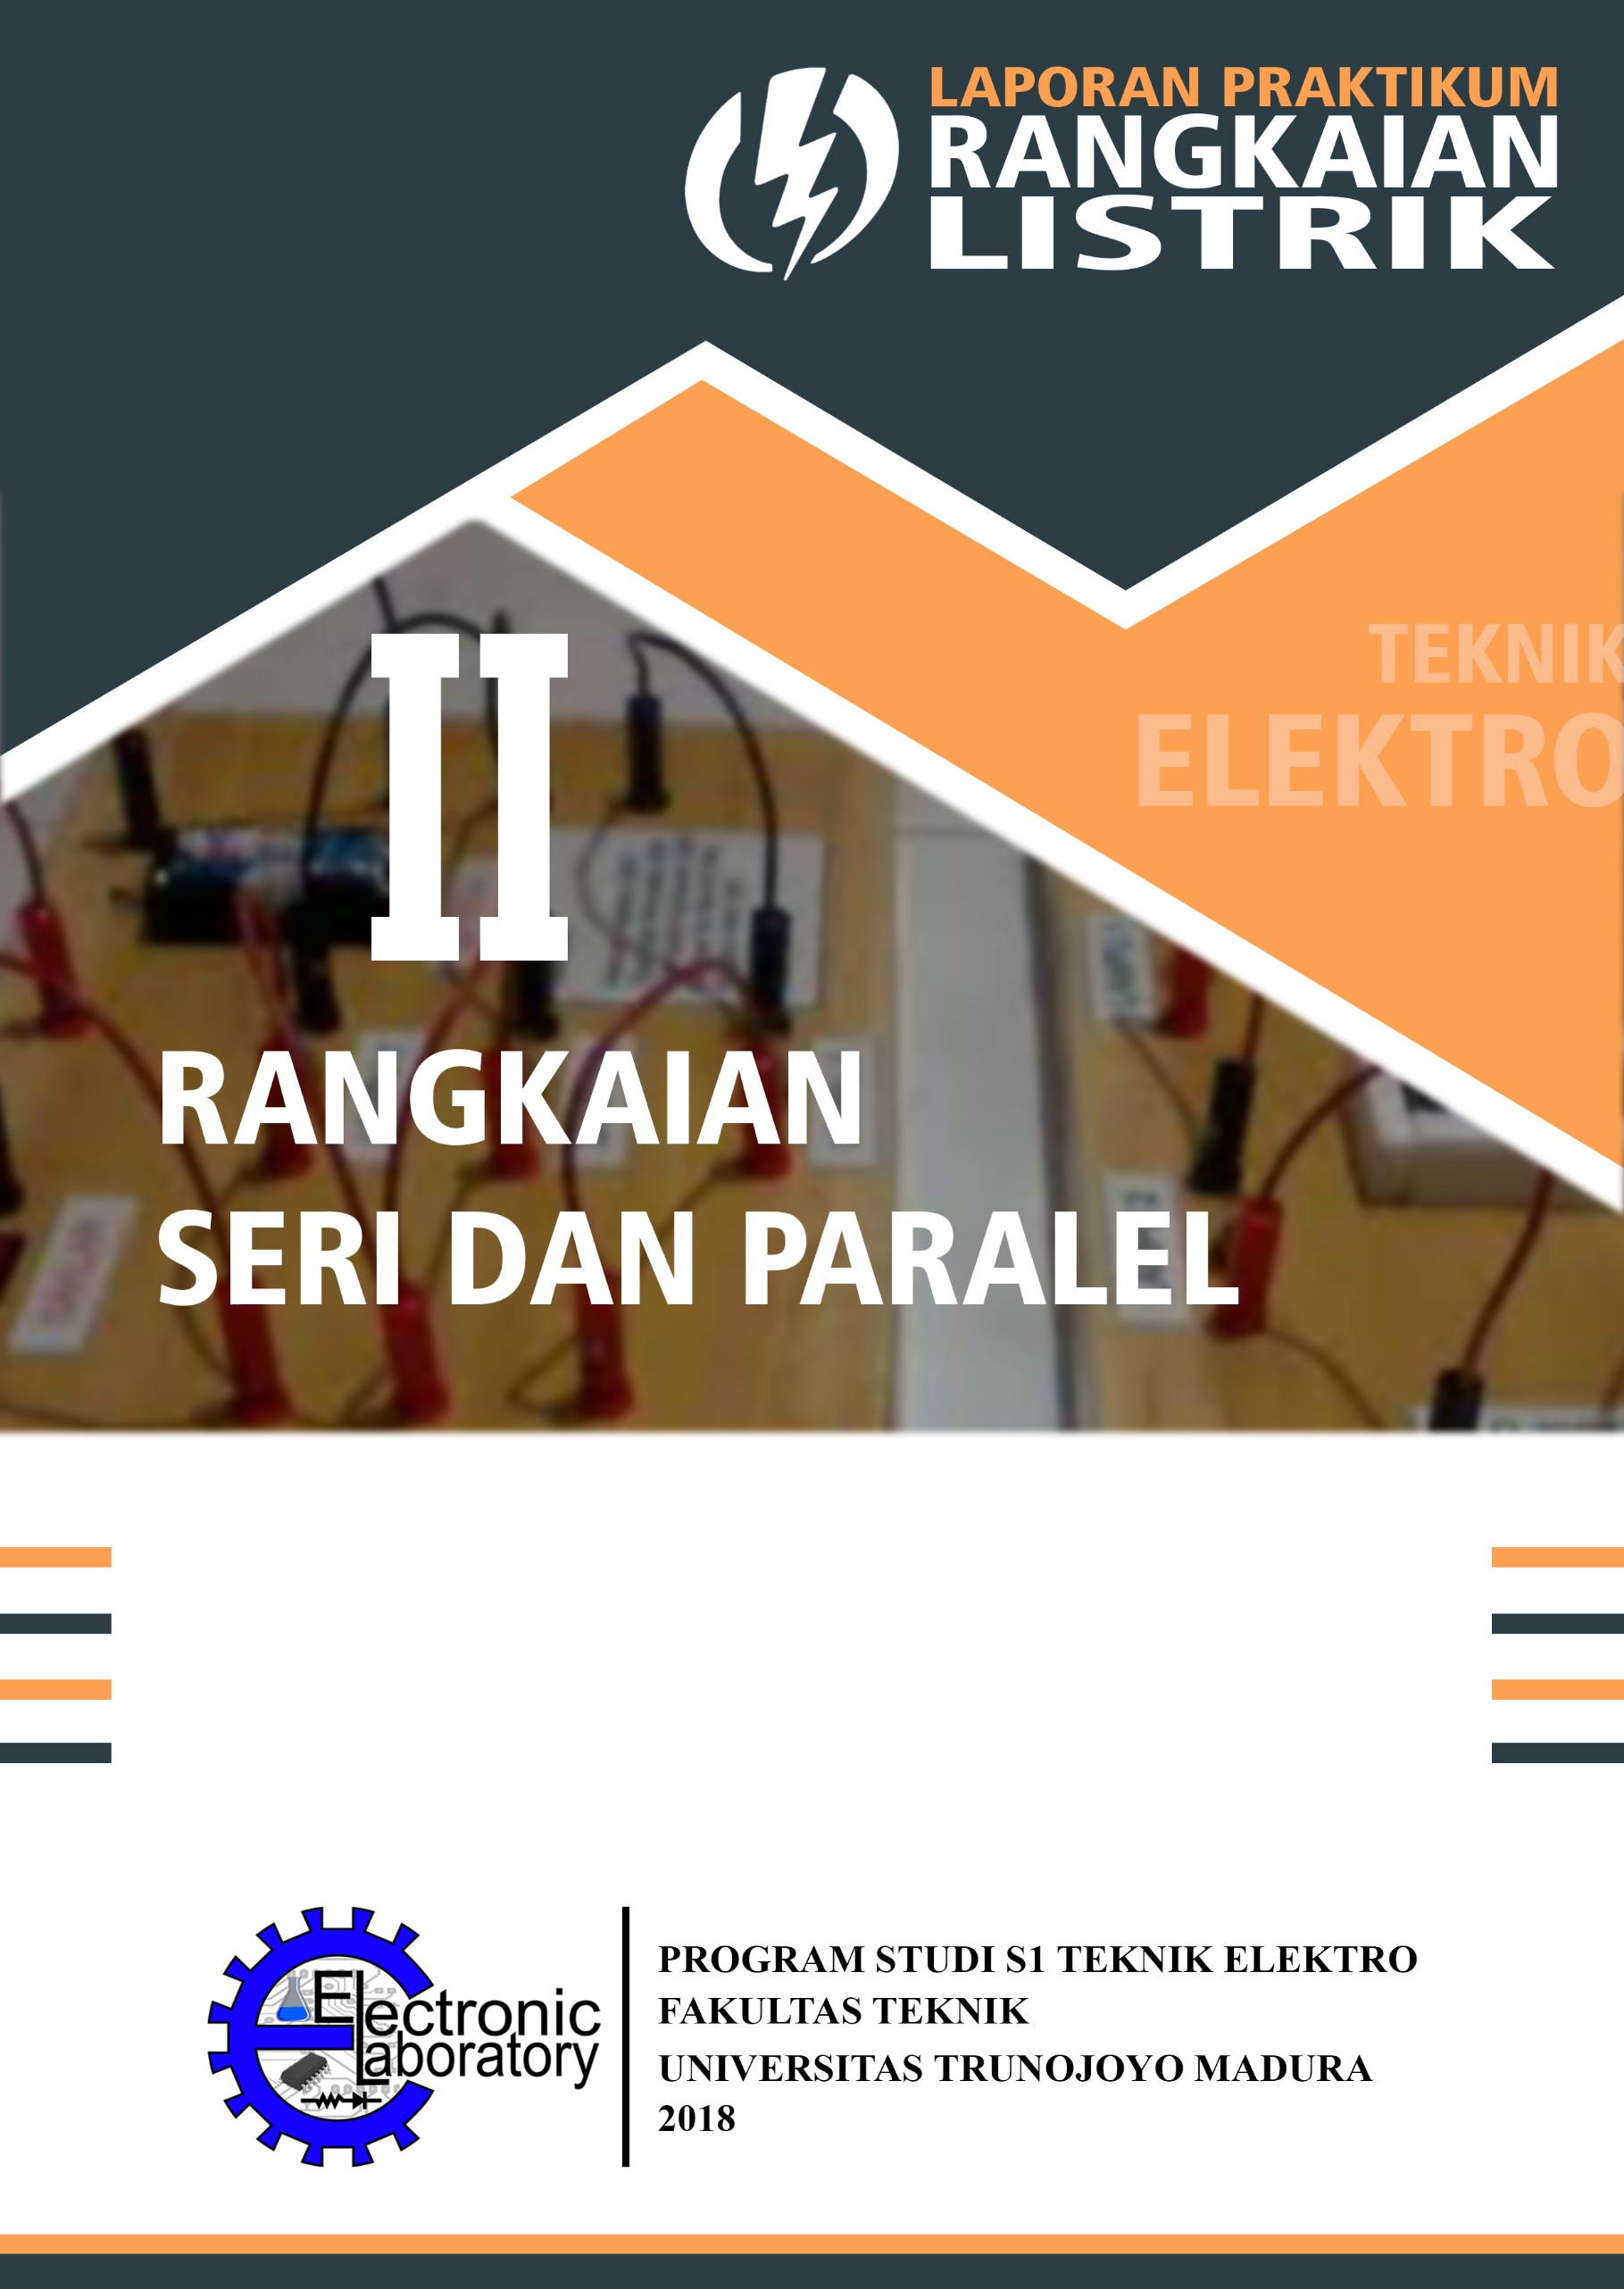 LAPORAN PRAKTIKUM
RANGKAIAN
LISTRIK
TEKNIK
ELEKTRO
II
RANGKAIAN
SERI DAN PARALEL
Electronic
Laboratory
PROGRAM STUDI S1 TEKNIK ELEKTRO
FAKULTAS TEKNIK
UNIVERSITAS TRUNOJOYO MADURA
2018